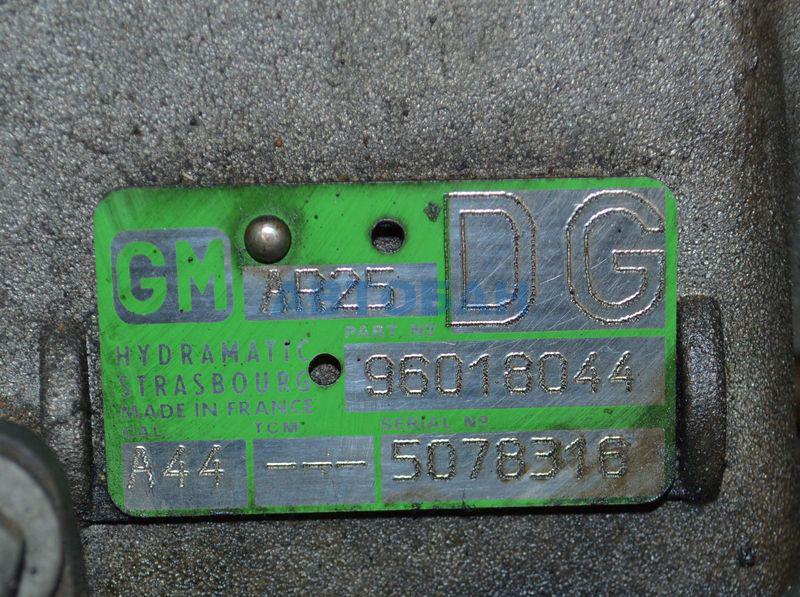 GM
AR25
DG
PART. Nº
HYDRAMATIC
STRASBOURG
96018044
MADE IN FRANCE
CAL TCM SERIAL Nº
A44 --- 5078316